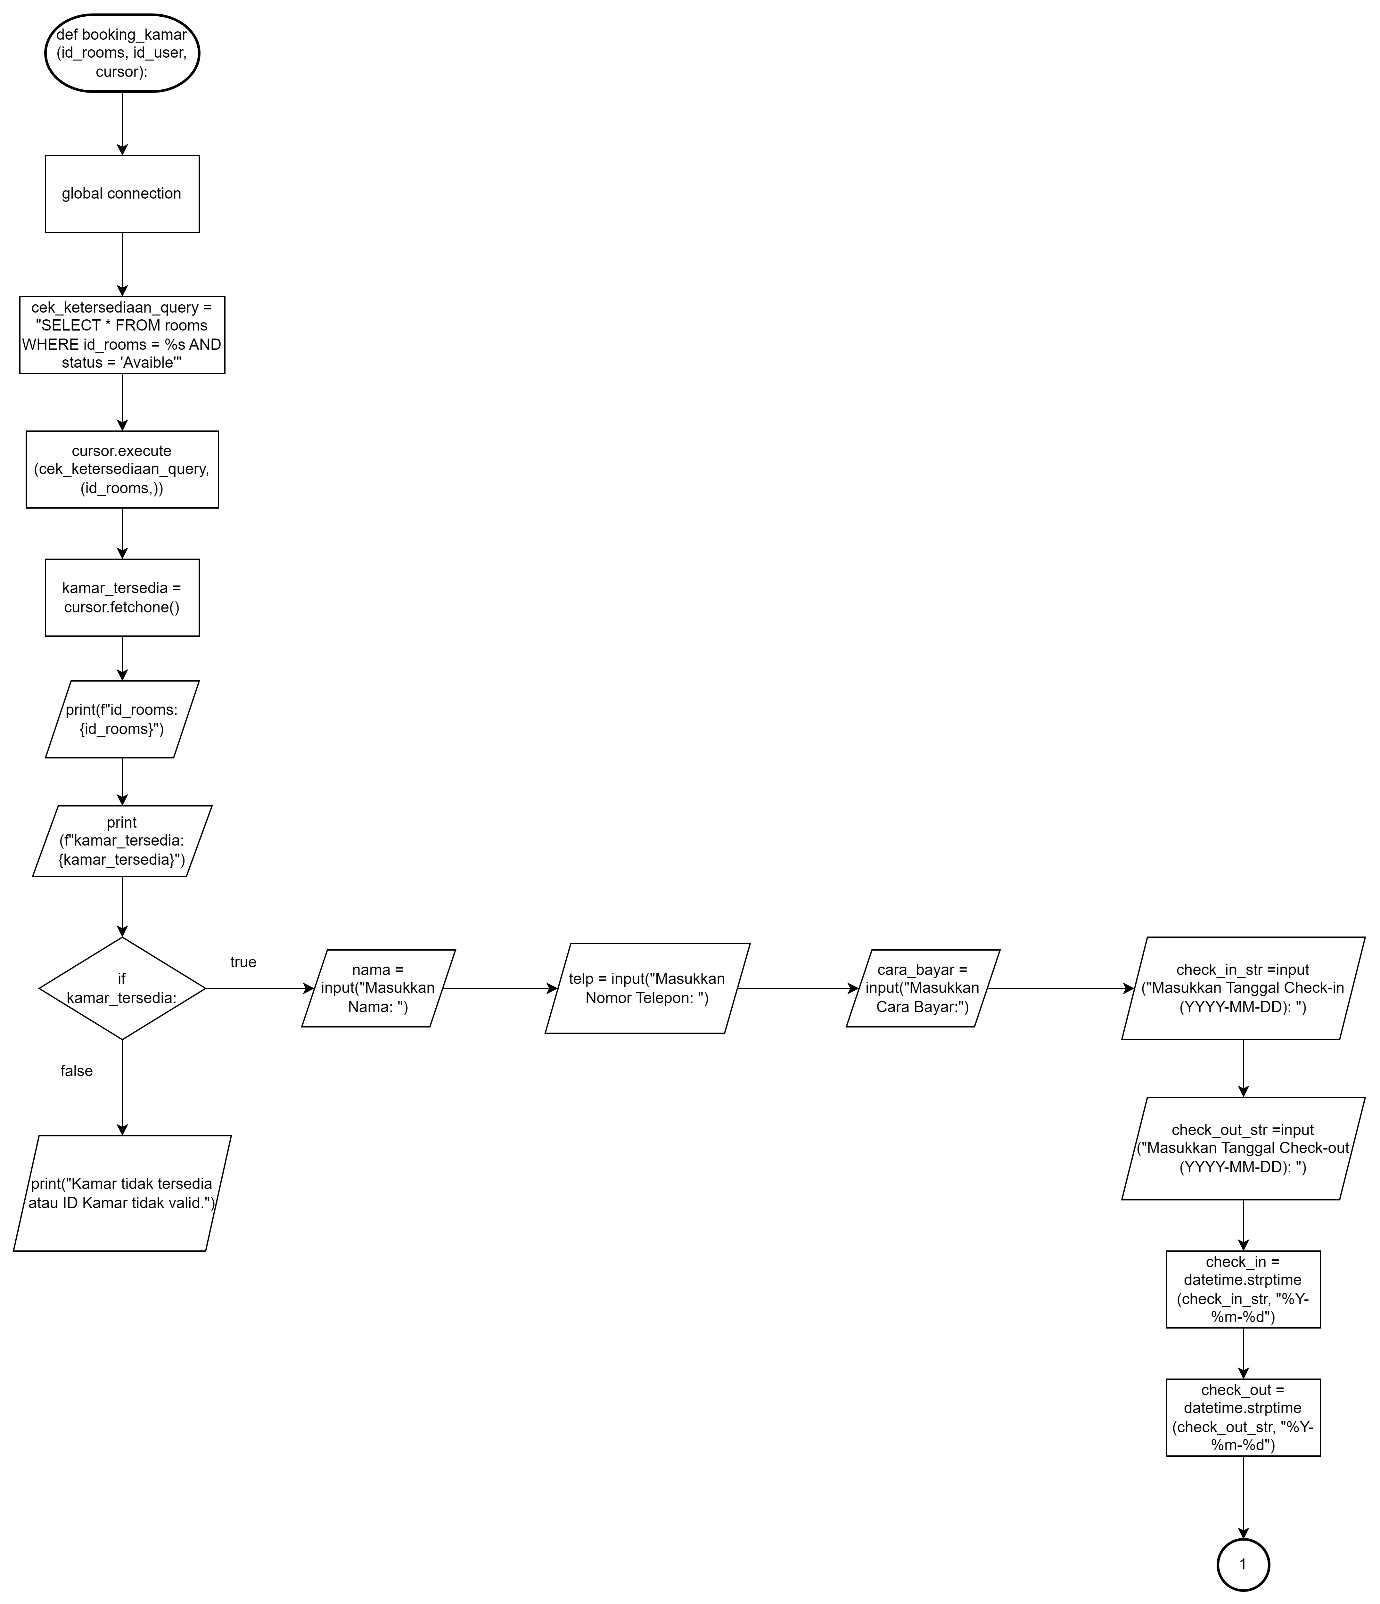 def booking_kamar
(id_rooms, id_user,
cursor):
global connection
cek_ketersediaan_query =
"SELECT * FROM rooms
WHERE id_rooms = %s AND
status = 'Avaible'"
cursor.execute
(cek_ketersediaan_query,
(id_rooms,))
kamar_tersedia =
cursor.fetchone()
print(f"id_rooms:
{id_rooms}")
print
(f"kamar_tersedia:
{kamar_tersedia}")
if
kamar_tersedia:
true
nama =
input("Masukkan
Nama: ")
telp = input("Masukkan
Nomor Telepon: ")
cara_bayar =
input("Masukkan
Cara Bayar:")
check_in_str =input
("Masukkan Tanggal Check-in
(YYYY-MM-DD): ")
false
print("Kamar tidak tersedia
atau ID Kamar tidak valid.")
check_out_str =input
("Masukkan Tanggal Check-out
(YYYY-MM-DD): ")
check_in =
datetime.strptime
(check_in_str, "%Y-
%m-%d")
check_out =
datetime.strptime
(check_out_str, "%Y-
%m-%d")
1